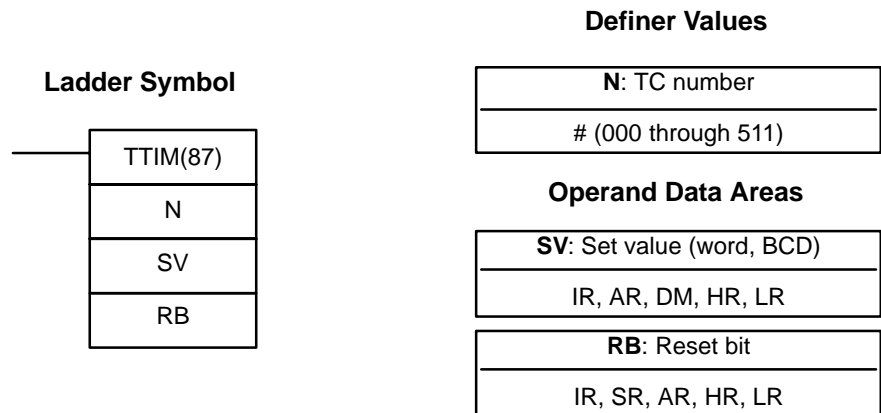 Ladder Symbol
TTIM(87)
N
SV
RB
Definer Values
N: TC number
# (000 through 511)
Operand Data Areas
SV: Set value (word, BCD)
IR, AR, DM, HR, LR
RB: Reset bit
IR, SR, AR, HR, LR